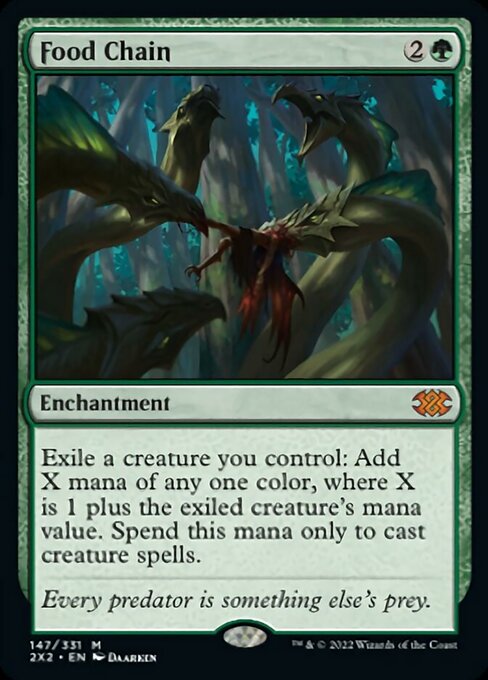 Food Chain 2
Enchantment
Exile a creature you control: Add
X mana of any one color, where X
is 1 plus the exiled creature's mana
value. Spend this mana only to cast
creature spells.
Every predator is something else's prey.
147/331 M
2X2 • EN Daarken
™ & © 2022 Wizards of the Coast